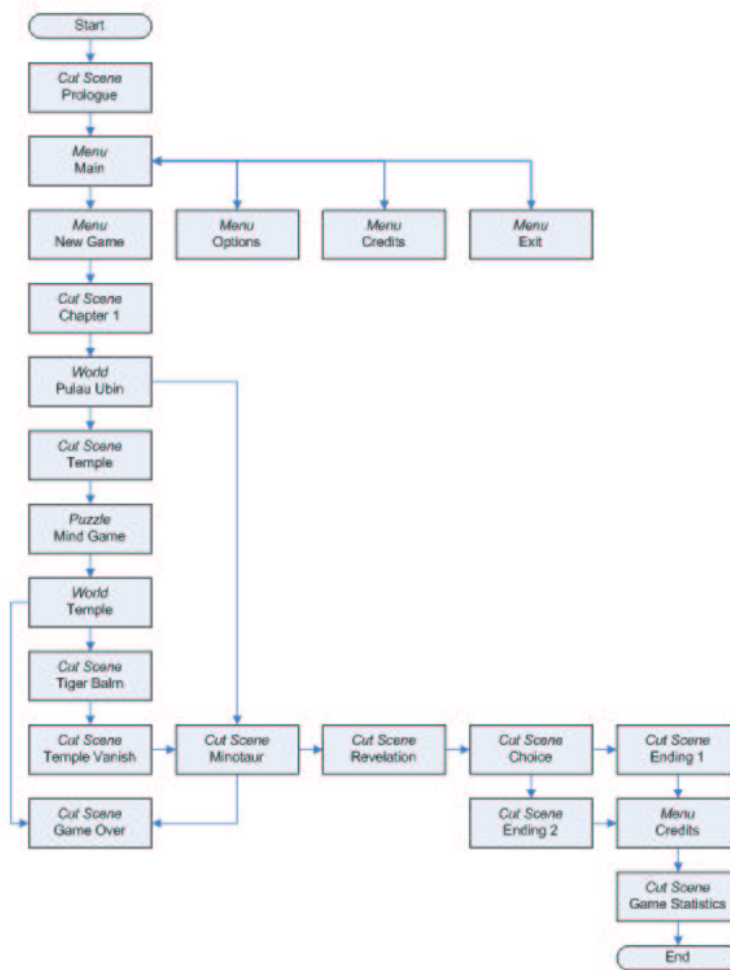 Start
Cut Scene
Prologue
Menu
Main
Menu
New Game
Menu
Options
Menu
Credits
Menu
Exit
Cut Scene
Chapter 1
World
Pulau Ubin
Cut Scene
Temple
Puzzle
Mind Game
World
Temple
Cut Scene
Tiger Balm
Cut Scene
Temple Vanish
Cut Scene
Minotaur
Cut Scene
Revelation
Cut Scene
Choice
Cut Scene
Ending 1
Cut Scene
Game Over
Cut Scene
Ending 2
Menu
Credits
Cut Scene
Game Statistics
End